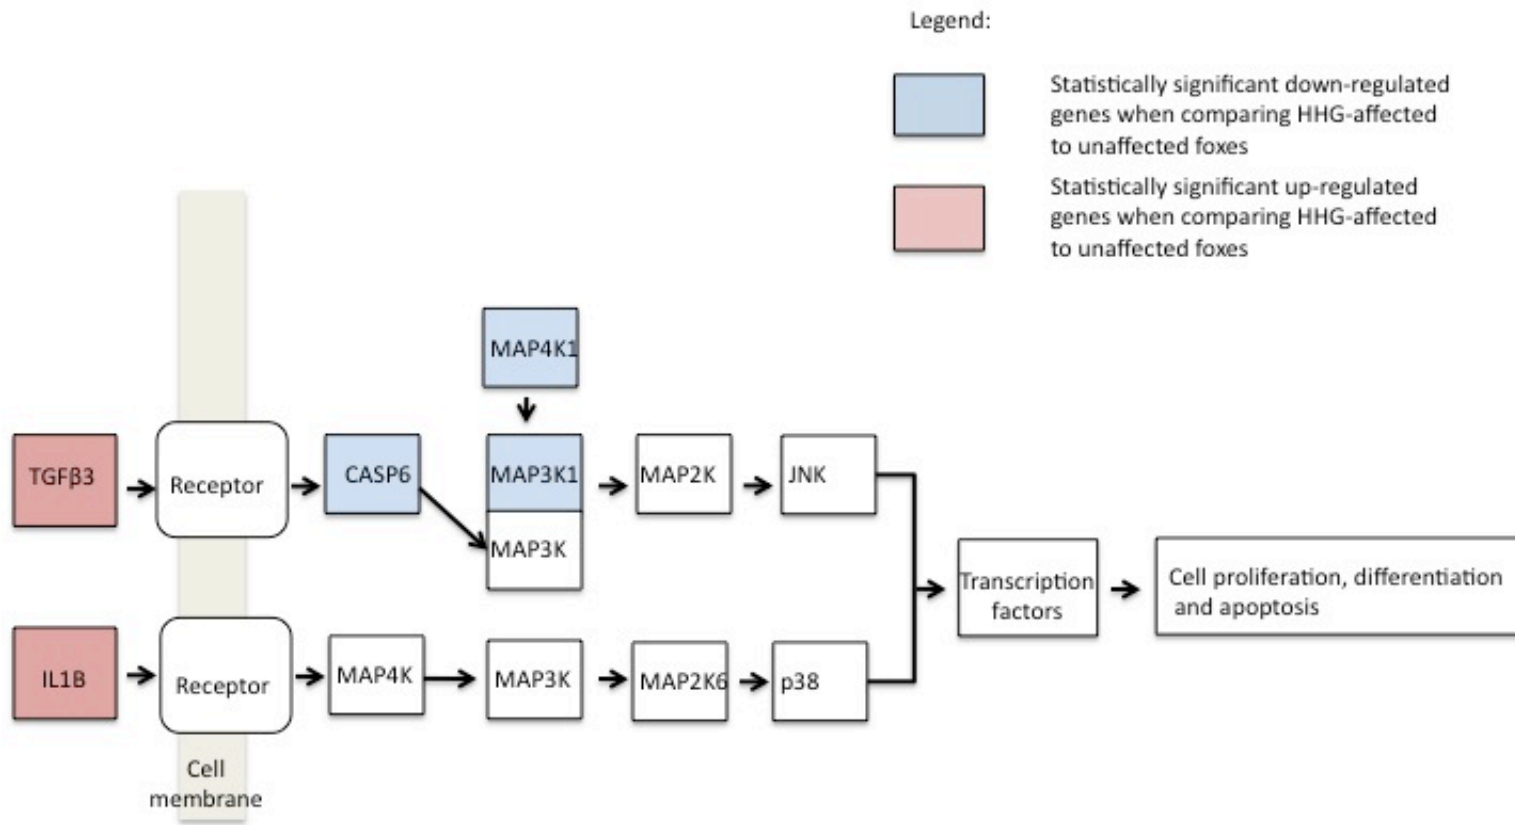 Legend:
Statistically significant down-regulated
genes when comparing HHG-affected
to unaffected foxes
Statistically significant up-regulated
genes when comparing HHG-affected
to unaffected foxes
MAP4K1
TGFβ3
Receptor
CASP6
MAP3K1
MAP2K
JNK
MAP3K
Transcription
factors
Cell proliferation, differentiation
and apoptosis
IL1B
Receptor
MAP4K
MAP3K
MAP2K6
p38
Cell
membrane